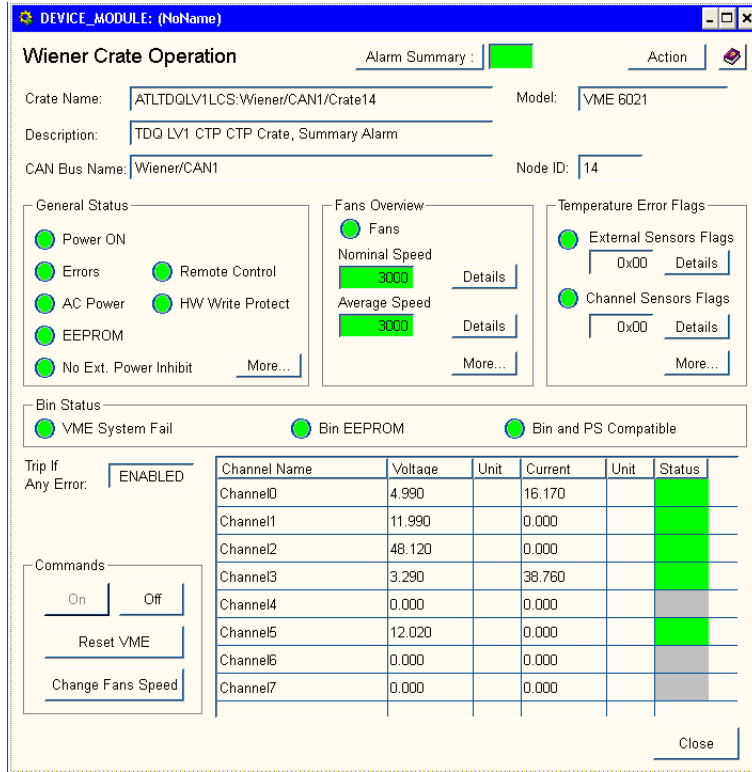 DEVICE_MODULE: (NoName)
Wiener Crate Operation Alarm Summary : Action
Crate Name: ATLTDQLV1LCS:Wiener/CAN1/Crate14 Model: VME 6021
Description: TDQ LV1 CTP CTP Crate, Summary Alarm
CAN Bus Name: Wiener/CAN1 Node ID: 14
General Status
Power ON
Errors Remote Control
AC Power HW Write Protect
EEPROM
No Ext. Power Inhibit More...
Fans Overview
Fans
Nominal Speed
3000 Details
Average Speed
3000 Details
More...
Temperature Error Flags
External Sensors Flags
0x00 Details
Channel Sensors Flags
0x00 Details
More...
Bin Status
VME System Fail Bin EEPROM Bin and PS Compatible
Trip If
Any Error: ENABLED
Commands
On Off
Reset VME
Change Fans Speed
Channel Name Voltage Unit Current Unit Status
Channel0 4.990 16.170
Channel1 11.990 0.000
Channel2 48.120 0.000
Channel3 3.290 38.760
Channel4 0.000 0.000
Channel5 12.020 0.000
Channel6 0.000 0.000
Channel7 0.000 0.000
Close